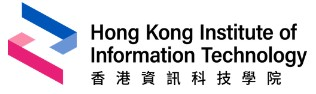 Hong Kong Institute of
Information Technology
香港資訊科技學院